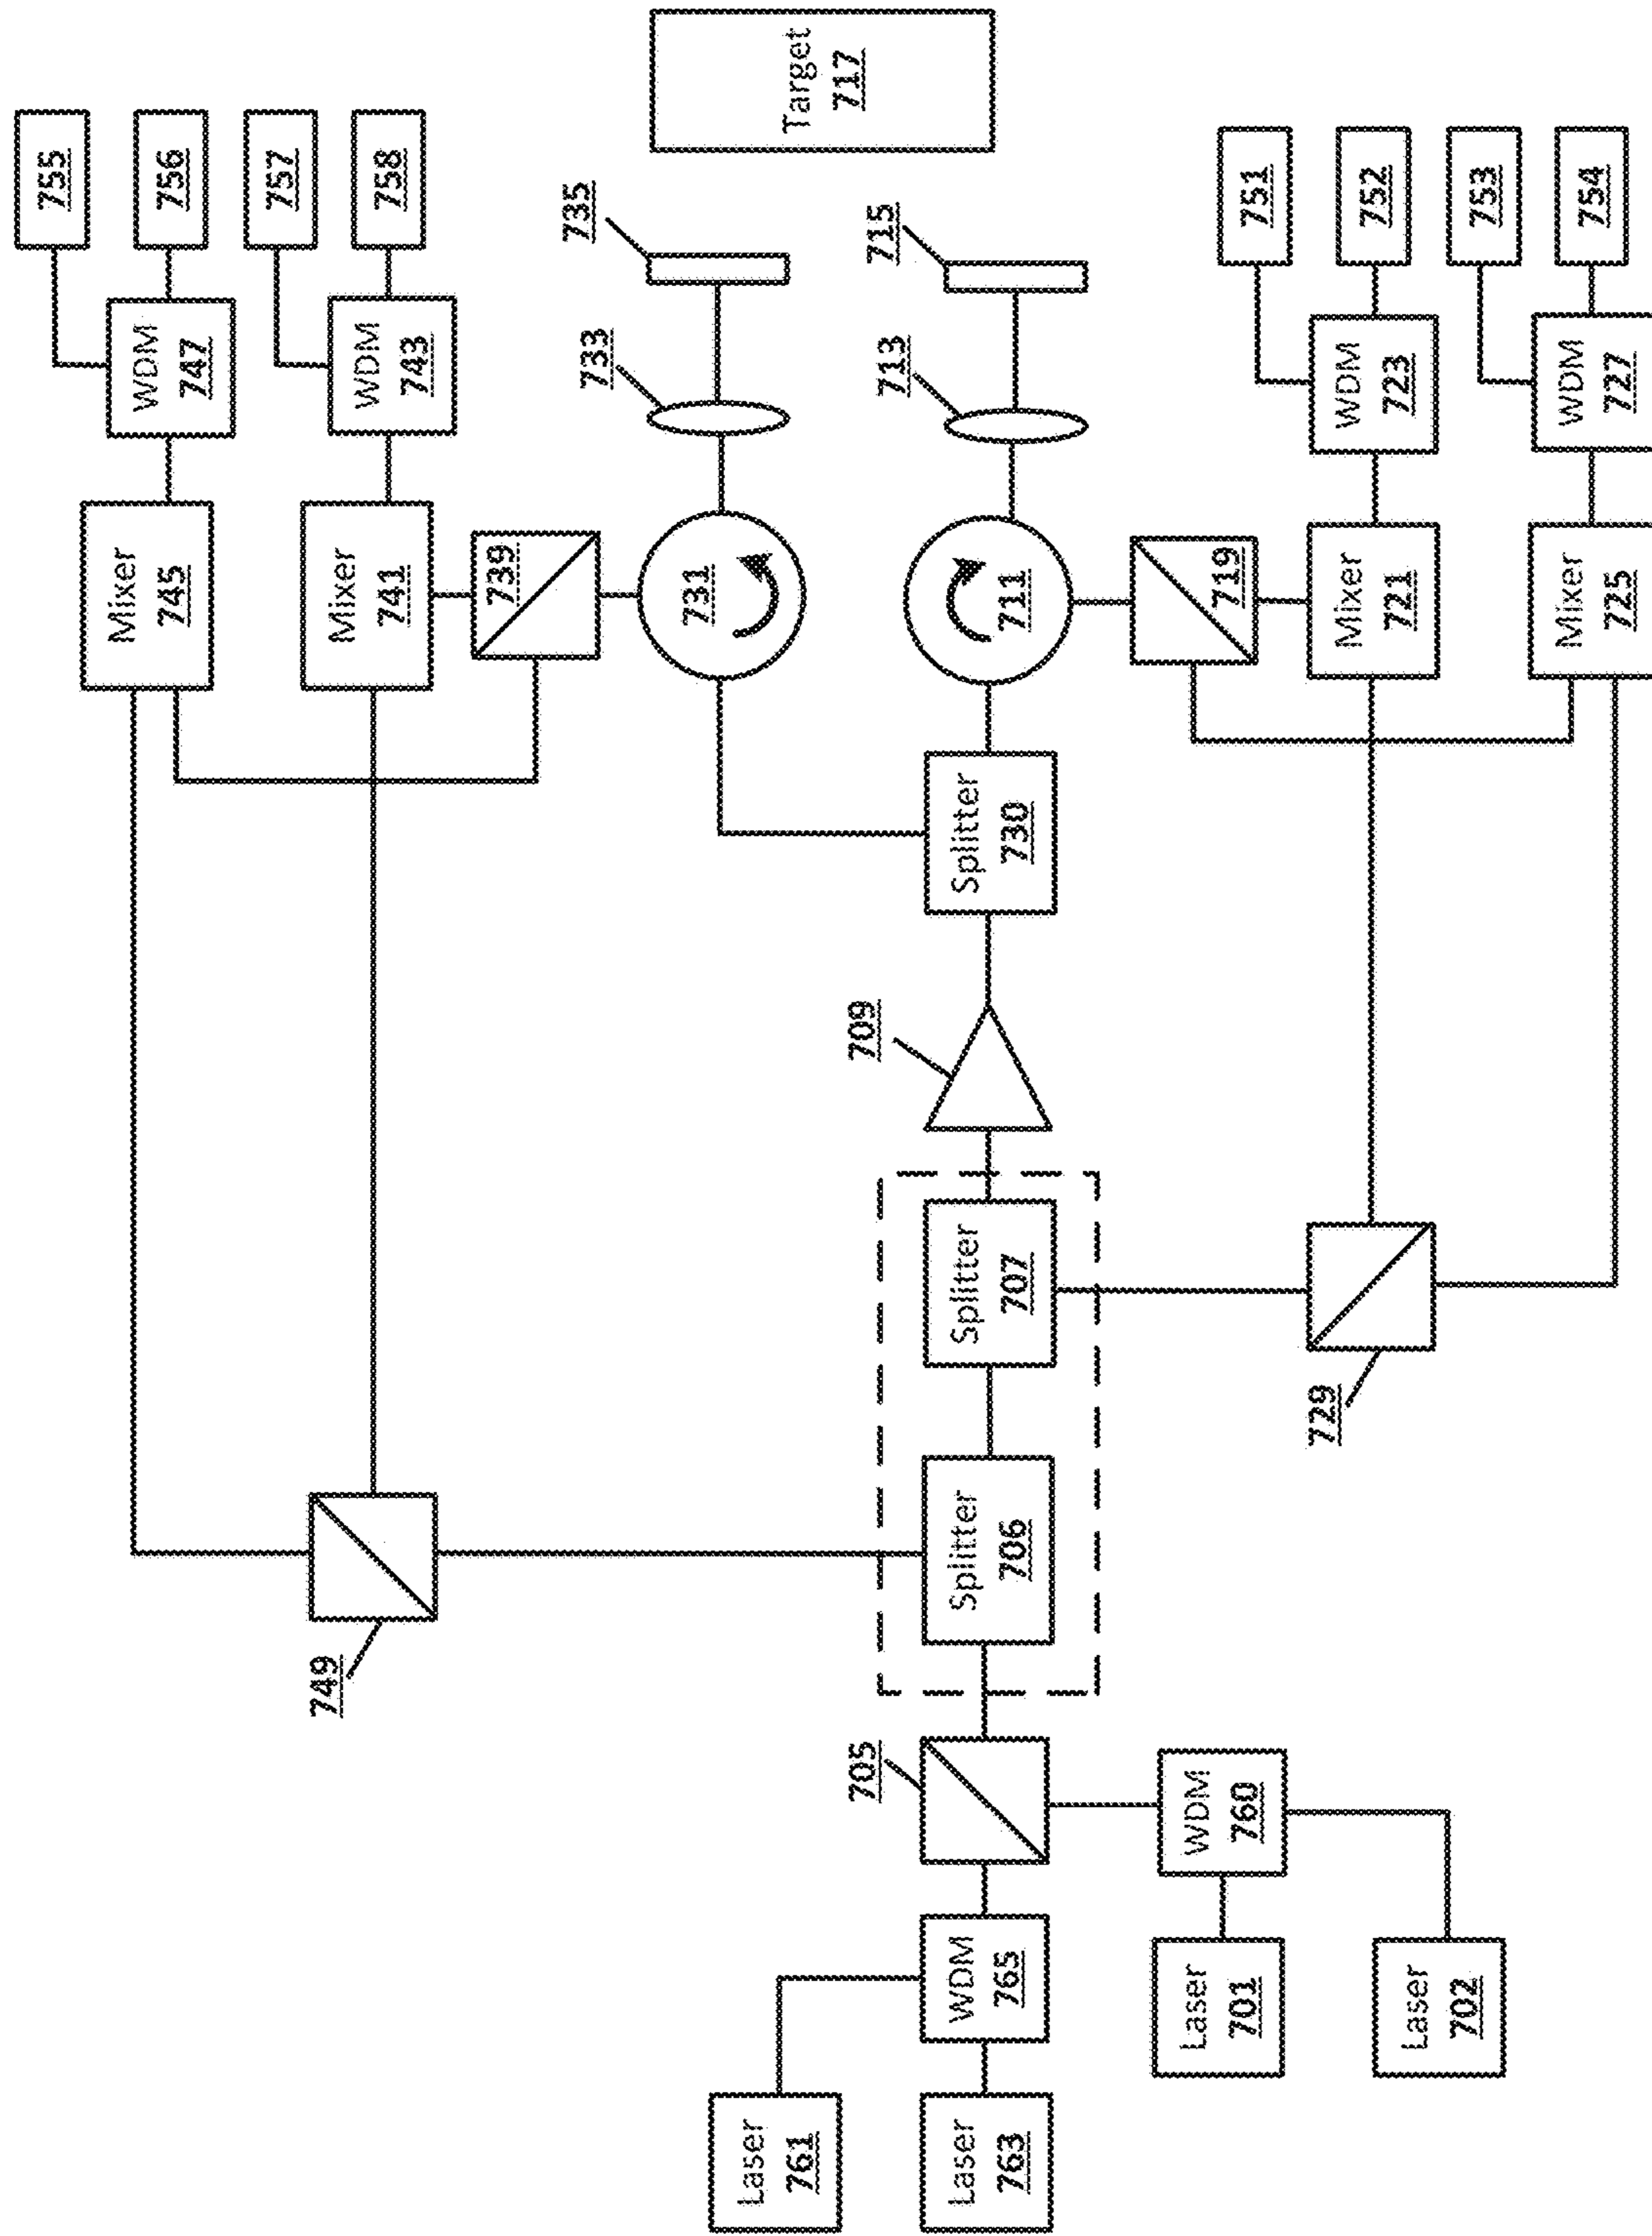 Laser
761
Laser
763
WDM
765
Laser
701
Laser
702
WDM
760
705
749
Splitter
706
Splitter
707
729
709
Splitter
730
731
711
739
719
Mixer
745
Mixer
741
Mixer
721
Mixer
725
733
713
735
715
WDM
747
WDM
743
WDM
723
WDM
727
755
756
757
758
751
752
753
754
Target
717